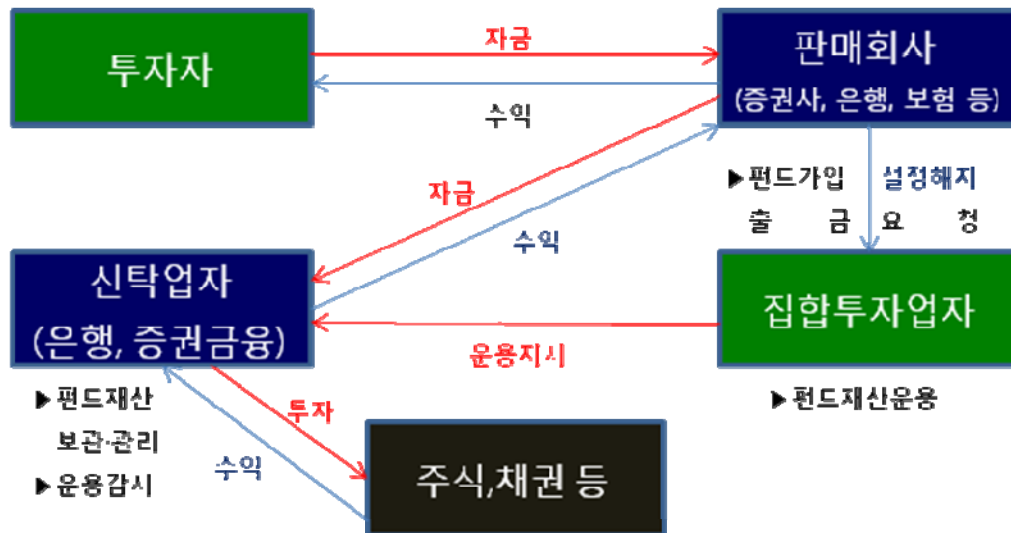 투자자
자금
수익
판매회사
(증권사, 은행, 보험 등)
자금
수익
▶펀드가입 설정해지
출 금 요 청
신탁업자
(은행, 증권금융)
운용지시
집합투자업자
▶펀드재산
보관·관리
▶운용감시
투자
수익
▶펀드재산운용
주식,채권 등